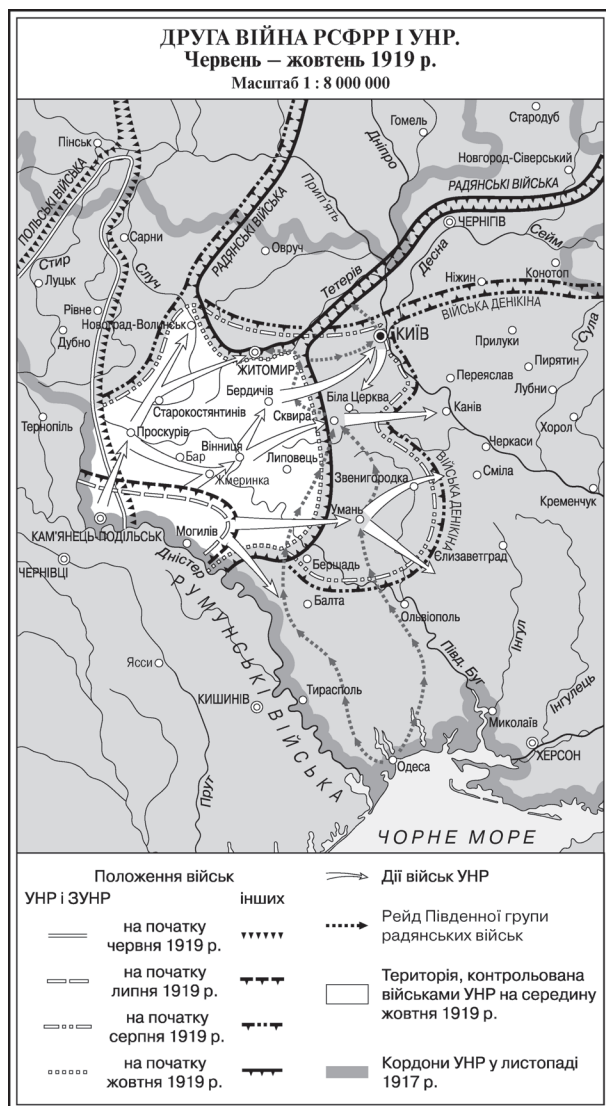 ДРУГА ВІЙНА РСФРР І УНР.
Червень – жовтень 1919 р.
Масштаб 1 : 8 000 000
Гомель
Стародуб
Дніпро
Пінськ
Новгород-Сіверський
ПОЛЬСЬКІ ВІЙСЬКА
Прип'ять
РАДЯНСЬКІ ВІЙСЬКА
РАДЯНСЬКІ ВІЙСЬКА
ЧЕРНІГІВ
Сарни
Овруч
Сейм
Десна
Стир
Случ
Тетерів
Луцьк
Ніжин
Конотоп
ВІЙСЬКА ДЕНІКІНА
Рівне
Новоград-Волинськ
КИЇВ
Сула
Дубно
Прилуки
ЖИТОМИР
Пирятин
Переяслав
Бердичів
Лубни
Старокостянтинів
Біла Церква
Канів
Сквира
Тернопіль
Проскурів
Хорол
Вінниця
Черкаси
Бар
Липовець
Жмеринка
Звенигородка
Сміла
ВІЙСЬКА ДЕНІКІНА
Кременчук
Умань
КАМ'ЯНЕЦЬ-ПОДІЛЬСЬК
Могилів
Дністер
Бершадь
Єлизаветград
ЧЕРНІВЦІ
Балта
Ольвіополь
РУМУНСЬКІ ВІЙСЬКА
Півд. Буг
Інгул
Ясси
Інгулець
Тирасполь
КИШИНІВ
Миколаїв
ХЕРСОН
Прут
Одеса
ЧОРНЕ МОРЕ
Положення військ
УНР і ЗУНР
інших
на початку
червня 1919 р.
на початку
липня 1919 р.
на початку
серпня 1919 р.
на початку
жовтня 1919 р.
Дії військ УНР
Рейд Південної групи
радянських військ
Територія, контрольована
військами УНР на середину
жовтня 1919 р.
Кордони УНР у листопаді
1917 р.